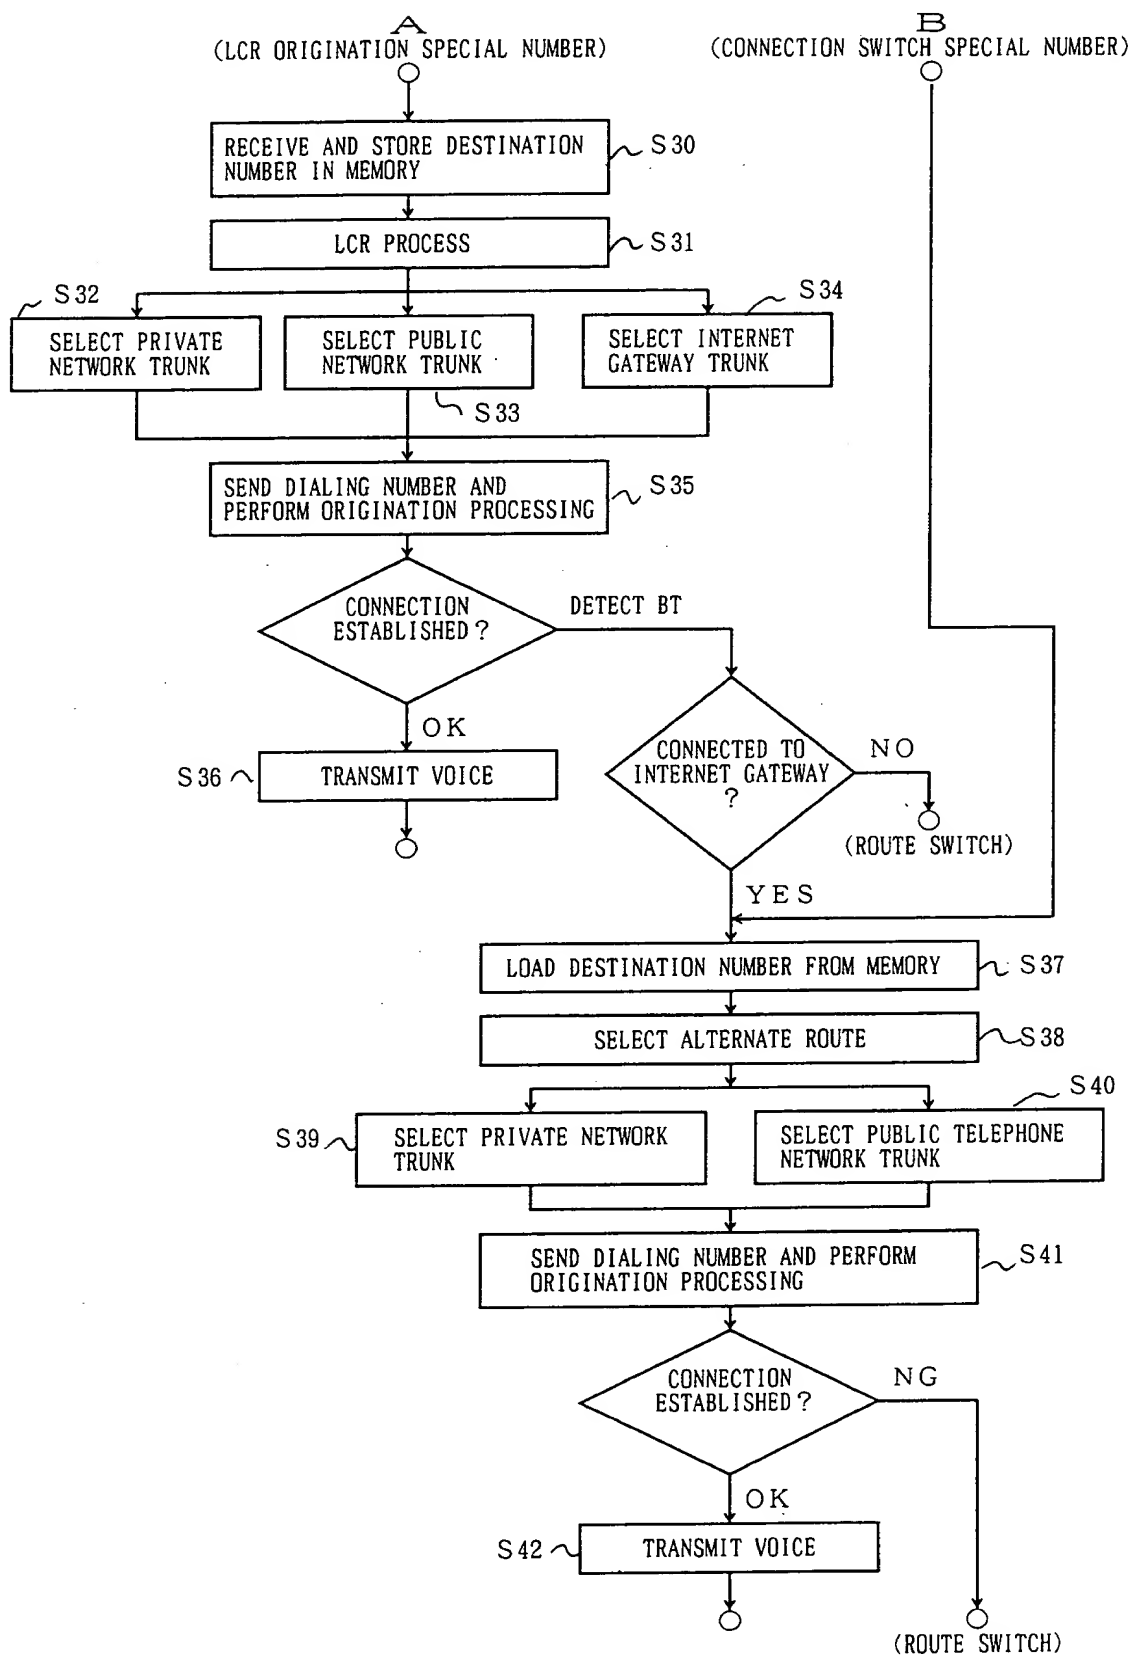 A
(LCR ORIGINATION SPECIAL NUMBER)
B
(CONNECTION SWITCH SPECIAL NUMBER)
RECEIVE AND STORE DESTINATION
NUMBER IN MEMORY
S30
LCR PROCESS
S31
S32
SELECT PRIVATE
NETWORK TRUNK
SELECT PUBLIC
NETWORK TRUNK
S33
S34
SELECT INTERNET
GATEWAY TRUNK
SEND DIALING NUMBER AND
PERFORM ORIGINATION PROCESSING
S35
CONNECTION
ESTABLISHED?
DETECT BT
OK
S36
TRANSMIT VOICE
CONNECTED TO
INTERNET GATEWAY
?
NO
(ROUTE SWITCH)
YES
LOAD DESTINATION NUMBER FROM MEMORY
S37
SELECT ALTERNATE ROUTE
S38
S39
SELECT PRIVATE NETWORK
TRUNK
S40
SELECT PUBLIC TELEPHONE
NETWORK TRUNK
SEND DIALING NUMBER AND PERFORM
ORIGINATION PROCESSING
S41
CONNECTION
ESTABLISHED?
NG
OK
S42
TRANSMIT VOICE
(ROUTE SWITCH)